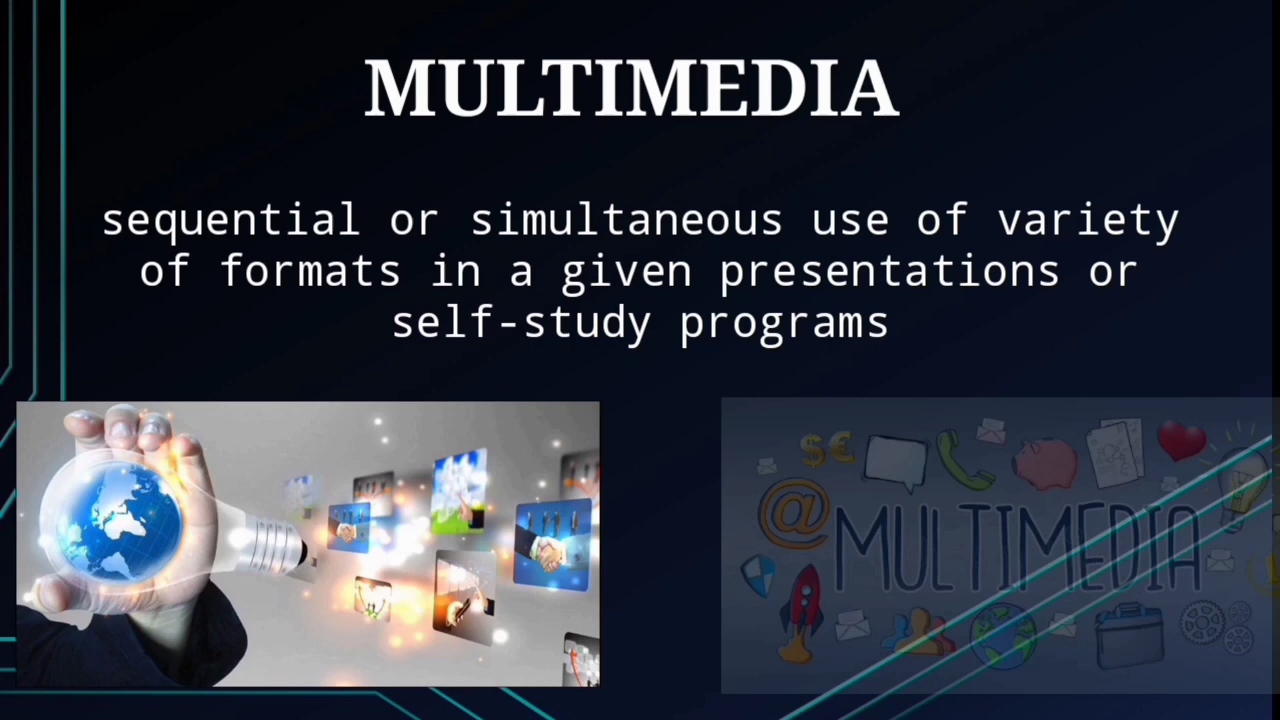 MULTIMEDIA
sequential or simultaneous use of variety
of formats in a given presentations or
self-study programs
$€
@MULTIMEDIA